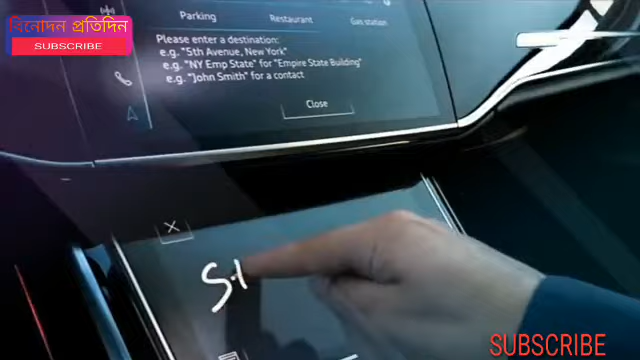 বিনোদন প্রতিদিন
SUBSCRIBE
Parking Restaurant Gas station
Please enter a destination:
e.g. "5th Avenue, New York"
e.g. "NY Emp State" for "Empire State Building"
e.g. "John Smith" for a contact
Close
SUBSCRIBE